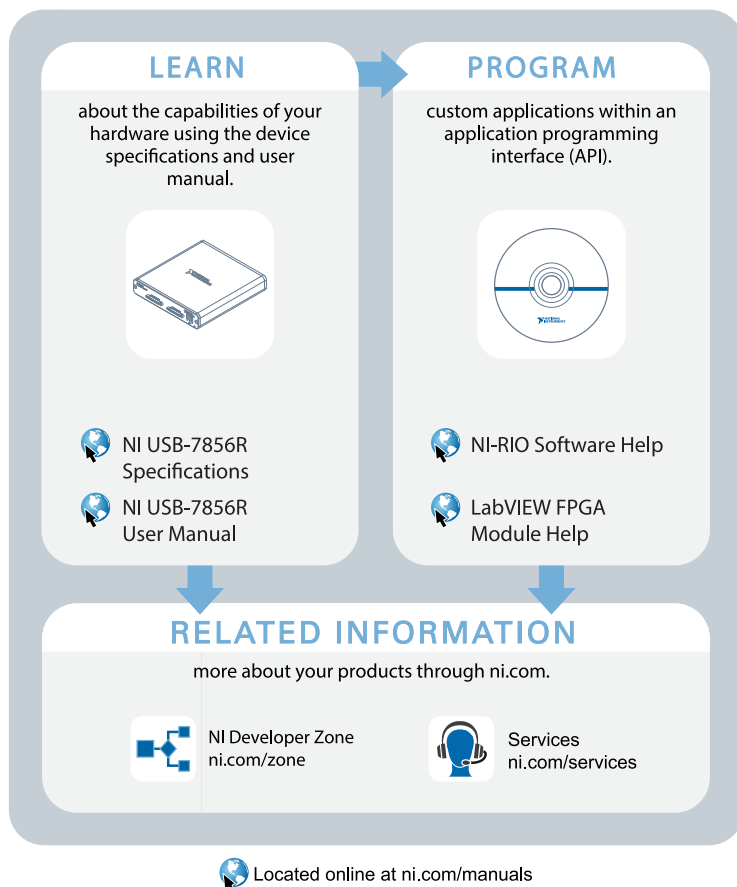 LEARN
about the capabilities of your
hardware using the device
specifications and user
manual.
NI USB-7856R
Specifications
NI USB-7856R
User Manual
PROGRAM
custom applications within an
application programming
interface (API).
NATIONAL
INSTRUMENTS
NI-RIO Software Help
LabVIEW FPGA
Module Help
RELATED INFORMATION
more about your products through ni.com.
NI Developer Zone
ni.com/zone
Services
ni.com/services
Located online at ni.com/manuals